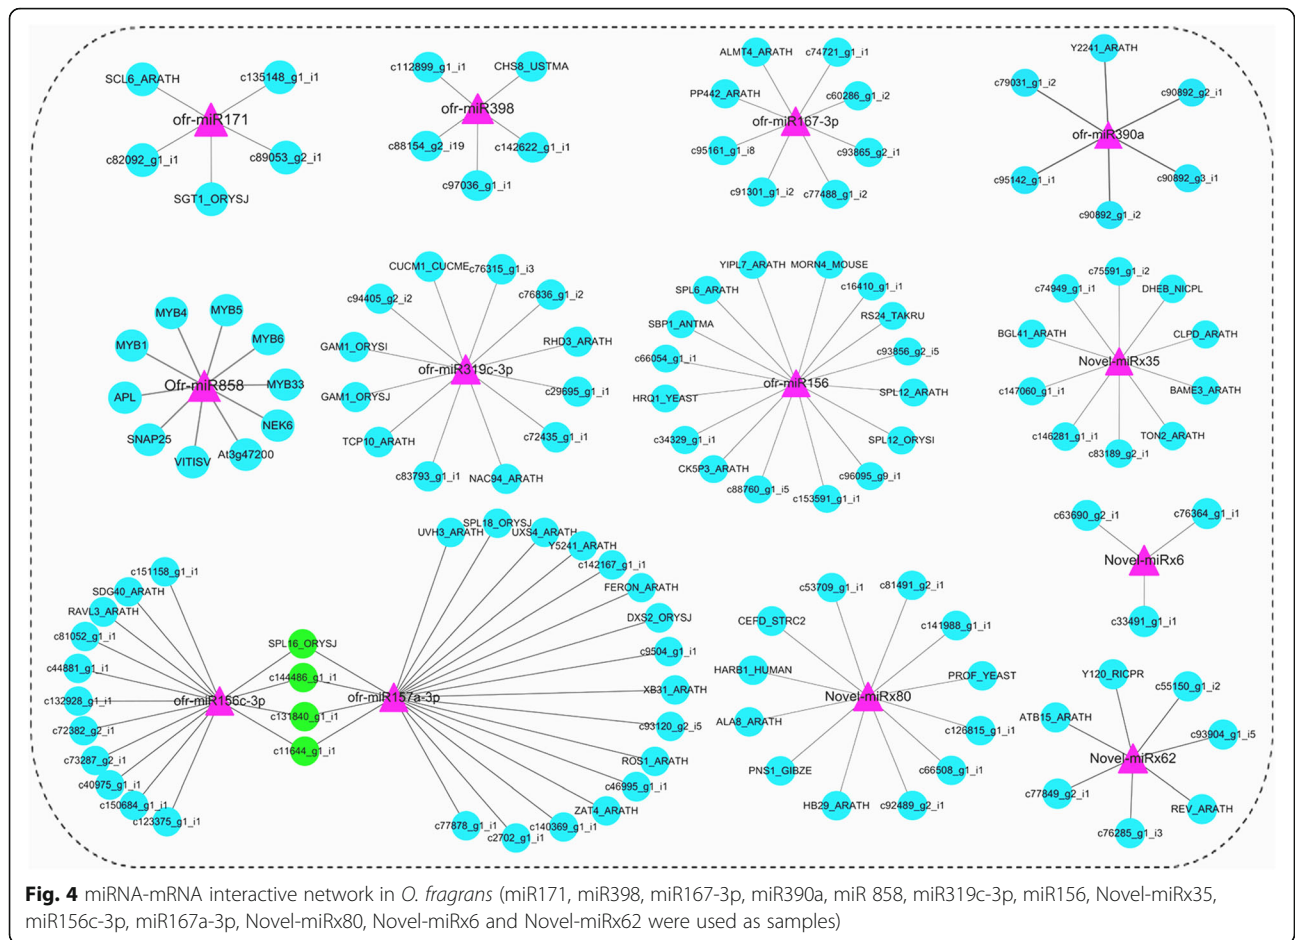 SCL6_ARATH
c135148_g1_i1
ofr-miR171
c82092_g1_i1
c89053_g2_i1
SGT1_ORYSJ
c112899_g1_i1
CHS8_USTMA
ofr-miR398
c88154_g2_i19
c142622_g1_i1
c97036_g1_i1
ALMT4_ARATH
c74721_g1_i1
PP442_ARATH
c60286_g1_i2
ofr-miR167-3p
c95161_g1_i8
c93865_g2_i1
c91301_g1_i2
c77488_g1_i2
Y2241_ARATH
c79031_g1_i2
c90892_g2_i1
ofr-miR390a
c95142_g1_i1
c90892_g3_i1
c90892_g1_i2
MYB4
MYB5
MYB1
MYB6
Ofr-miR858
MYB33
APL
NEK6
SNAP25
At3g47200
VITISV
CUCM1_CUCME
c76315_g1_i3
c94405_g2_i2
c76836_g1_i2
GAM1_ORYSI
RHD3_ARATH
ofr-miR319c-3p
GAM1_ORYSJ
c29695_g1_i1
TCP10_ARATH
c72435_g1_i1
c83793_g1_i1
NAC94_ARATH
YIPL7_ARATH
MORN4_MOUSE
SPL6_ARATH
c16410_g1_i1
SBP1_ANTMA
RS24_TAKRU
c66054_g1_i1
c93856_g2_i5
ofr-miR156
HRQ1_YEAST
SPL12_ARATH
c34329_g1_i1
SPL12_ORYSI
CK5P3_ARATH
c96095_g9_i1
c88760_g1_i5
c153591_g1_i1
c75591_g1_i2
c74949_g1_i1
DHEB_NICPL
BGL41_ARATH
CLPD_ARATH
Novel-miRx35
c147060_g1_i1
BAME3_ARATH
c146281_g1_i1
TON2_ARATH
c83189_g2_i1
c63690_g2_i1
c76364_g1_i1
Novel-miRx6
c33491_g1_i1
c151158_g1_i1
SDG40_ARATH
RAVL3_ARATH
c81052_g1_i1
c44881_g1_i1
c132928_g1_i1
c72382_g2_i1
c73287_g2_i1
c40975_g1_i1
c150684_g1_i1
c123375_g1_i1
ofr-miR156c-3p
SPL16_ORYSJ
c144486_g1_i1
c131840_g1_i1
c11644_g1_i1
ofr-miR157a-3p
UVH3_ARATH
SPL18_ORYSJ
UXS4_ARATH
Y5241_ARATH
c142167_g1_i1
FERON_ARATH
DXS2_ORYSJ
c9504_g1_i1
XB31_ARATH
c93120_g2_i5
ROS1_ARATH
c46995_g1_i1
ZAT4_ARATH
c140369_g1_i1
c2702_g1_i1
c77878_g1_i1
c53709_g1_i1
c81491_g2_i1
CEFD_STRC2
c141988_g1_i1
HARB1_HUMAN
PROF_YEAST
Novel-miRx80
ALA8_ARATH
c126815_g1_i1
PNS1_GIBZE
c66508_g1_i1
HB29_ARATH
c92489_g2_i1
Y120_RICPR
c55150_g1_i2
ATB15_ARATH
c93904_g1_i5
Novel-miRx62
c77849_g2_i1
REV_ARATH
c76285_g1_i3
Fig. 4 miRNA-mRNA interactive network in O. fragrans (miR171, miR398, miR167-3p, miR390a, miR 858, miR319c-3p, miR156, Novel-miRx35,
miR156c-3p, miR167a-3p, Novel-miRx80, Novel-miRx6 and Novel-miRx62 were used as samples)